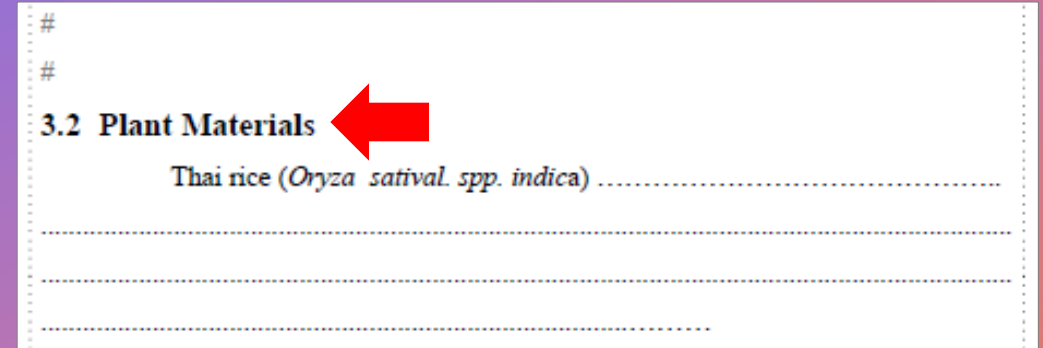 #
#
3.2 Plant Materials
Thai rice (Oryza satival. spp. indica) …………………………………….
........................................................................................................................
........................................................................................................................
.........................................................................………